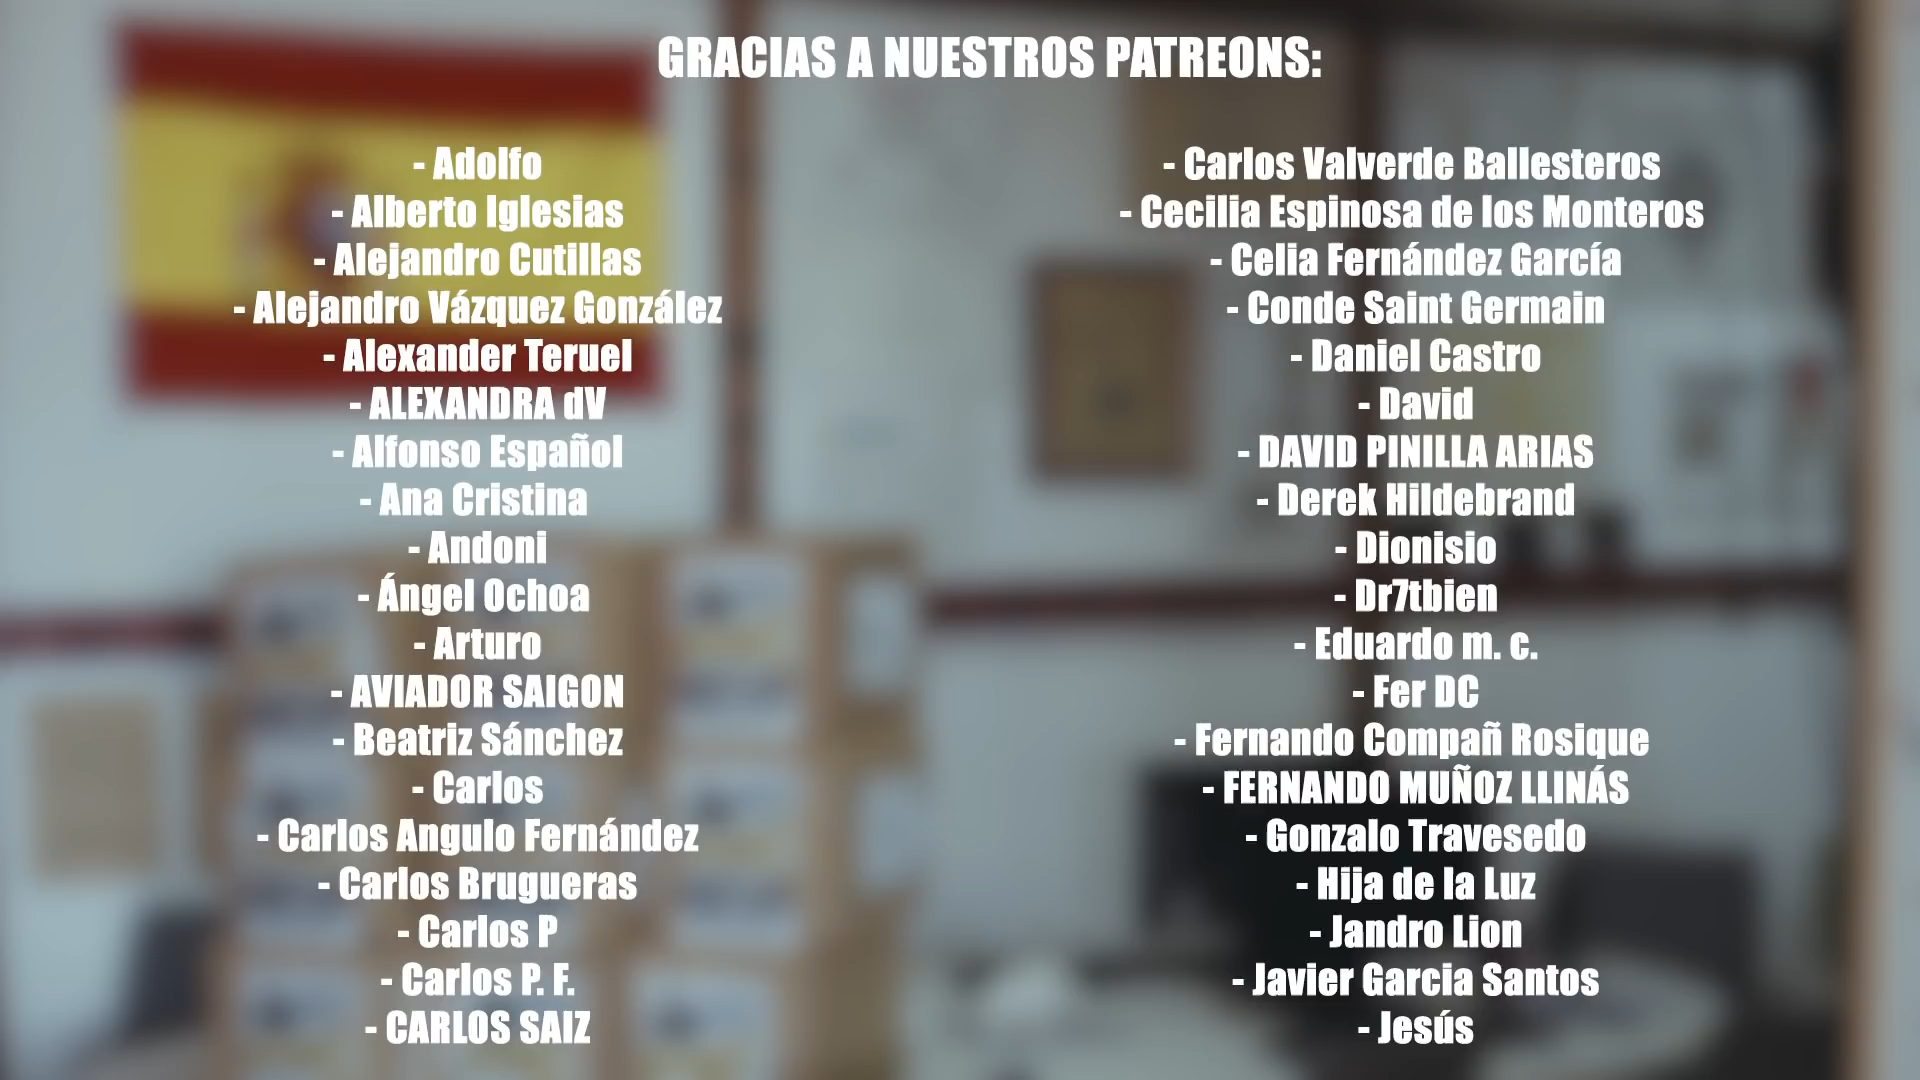 GRACIAS A NUESTROS PATREONS:
- Adolfo
- Alberto Iglesias
- Alejandro Cutillas
- Alejandro Vázquez González
- Alexander Teruel
- ALEXANDRA dV
- Alfonso Español
- Ana Cristina
- Andoni
- Ángel Ochoa
- Arturo
- AVIADOR SAIGON
- Beatriz Sánchez
- Carlos
- Carlos Angulo Fernández
- Carlos Brugueras
- Carlos P
- Carlos P. F.
- CARLOS SAIZ
- Carlos Valverde Ballesteros
- Cecilia Espinosa de los Monteros
- Celia Fernández García
- Conde Saint Germain
- Daniel Castro
- David
- DAVID PINILLA ARIAS
- Derek Hildebrand
- Dionisio
- Dr7tbien
- Eduardo m. c.
- Fer DC
- Fernando Compañ Rosique
- FERNANDO MUÑOZ LLINÁS
- Gonzalo Travesedo
- Hija de la Luz
- Jandro Lion
- Javier Garcia Santos
- Jesús